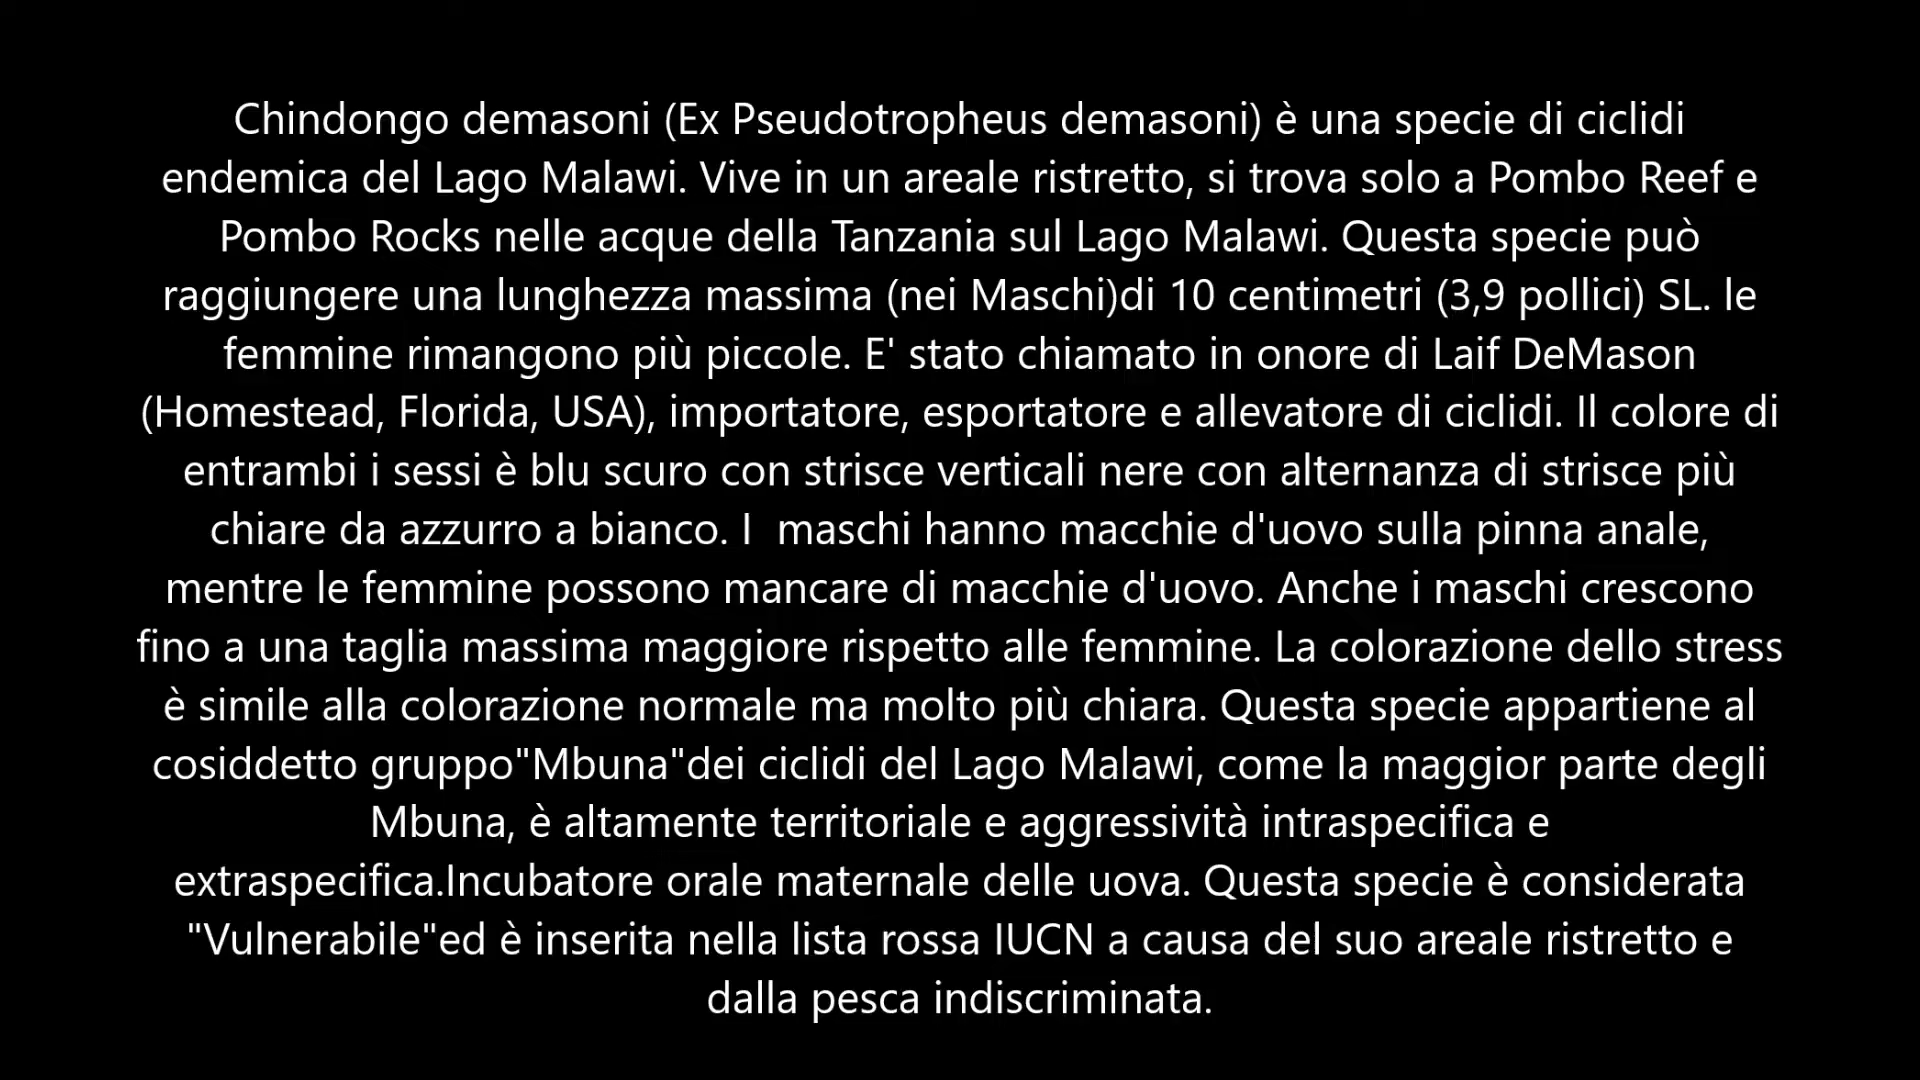 Chindongo demasoni (Ex Pseudotropheus demasoni) è una specie di ciclidi
endemica del Lago Malawi. Vive in un areale ristretto, si trova solo a Pombo Reef e
Pombo Rocks nelle acque della Tanzania sul Lago Malawi. Questa specie può
raggiungere una lunghezza massima (nei Maschi)di 10 centimetri (3,9 pollici) SL. le
femmine rimangono più piccole. E' stato chiamato in onore di Laif DeMason
(Homestead, Florida, USA), importatore, esportatore e allevatore di ciclidi. Il colore di
entrambi i sessi è blu scuro con strisce verticali nere con alternanza di strisce più
chiare da azzurro a bianco. I  maschi hanno macchie d'uovo sulla pinna anale,
mentre le femmine possono mancare di macchie d'uovo. Anche i maschi crescono
fino a una taglia massima maggiore rispetto alle femmine. La colorazione dello stress
è simile alla colorazione normale ma molto più chiara. Questa specie appartiene al
cosiddetto gruppo"Mbuna"dei ciclidi del Lago Malawi, come la maggior parte degli
Mbuna, è altamente territoriale e aggressività intraspecifica e
extraspecifica.Incubatore orale maternale delle uova. Questa specie è considerata
"Vulnerabile"ed è inserita nella lista rossa IUCN a causa del suo areale ristretto e
dalla pesca indiscriminata.